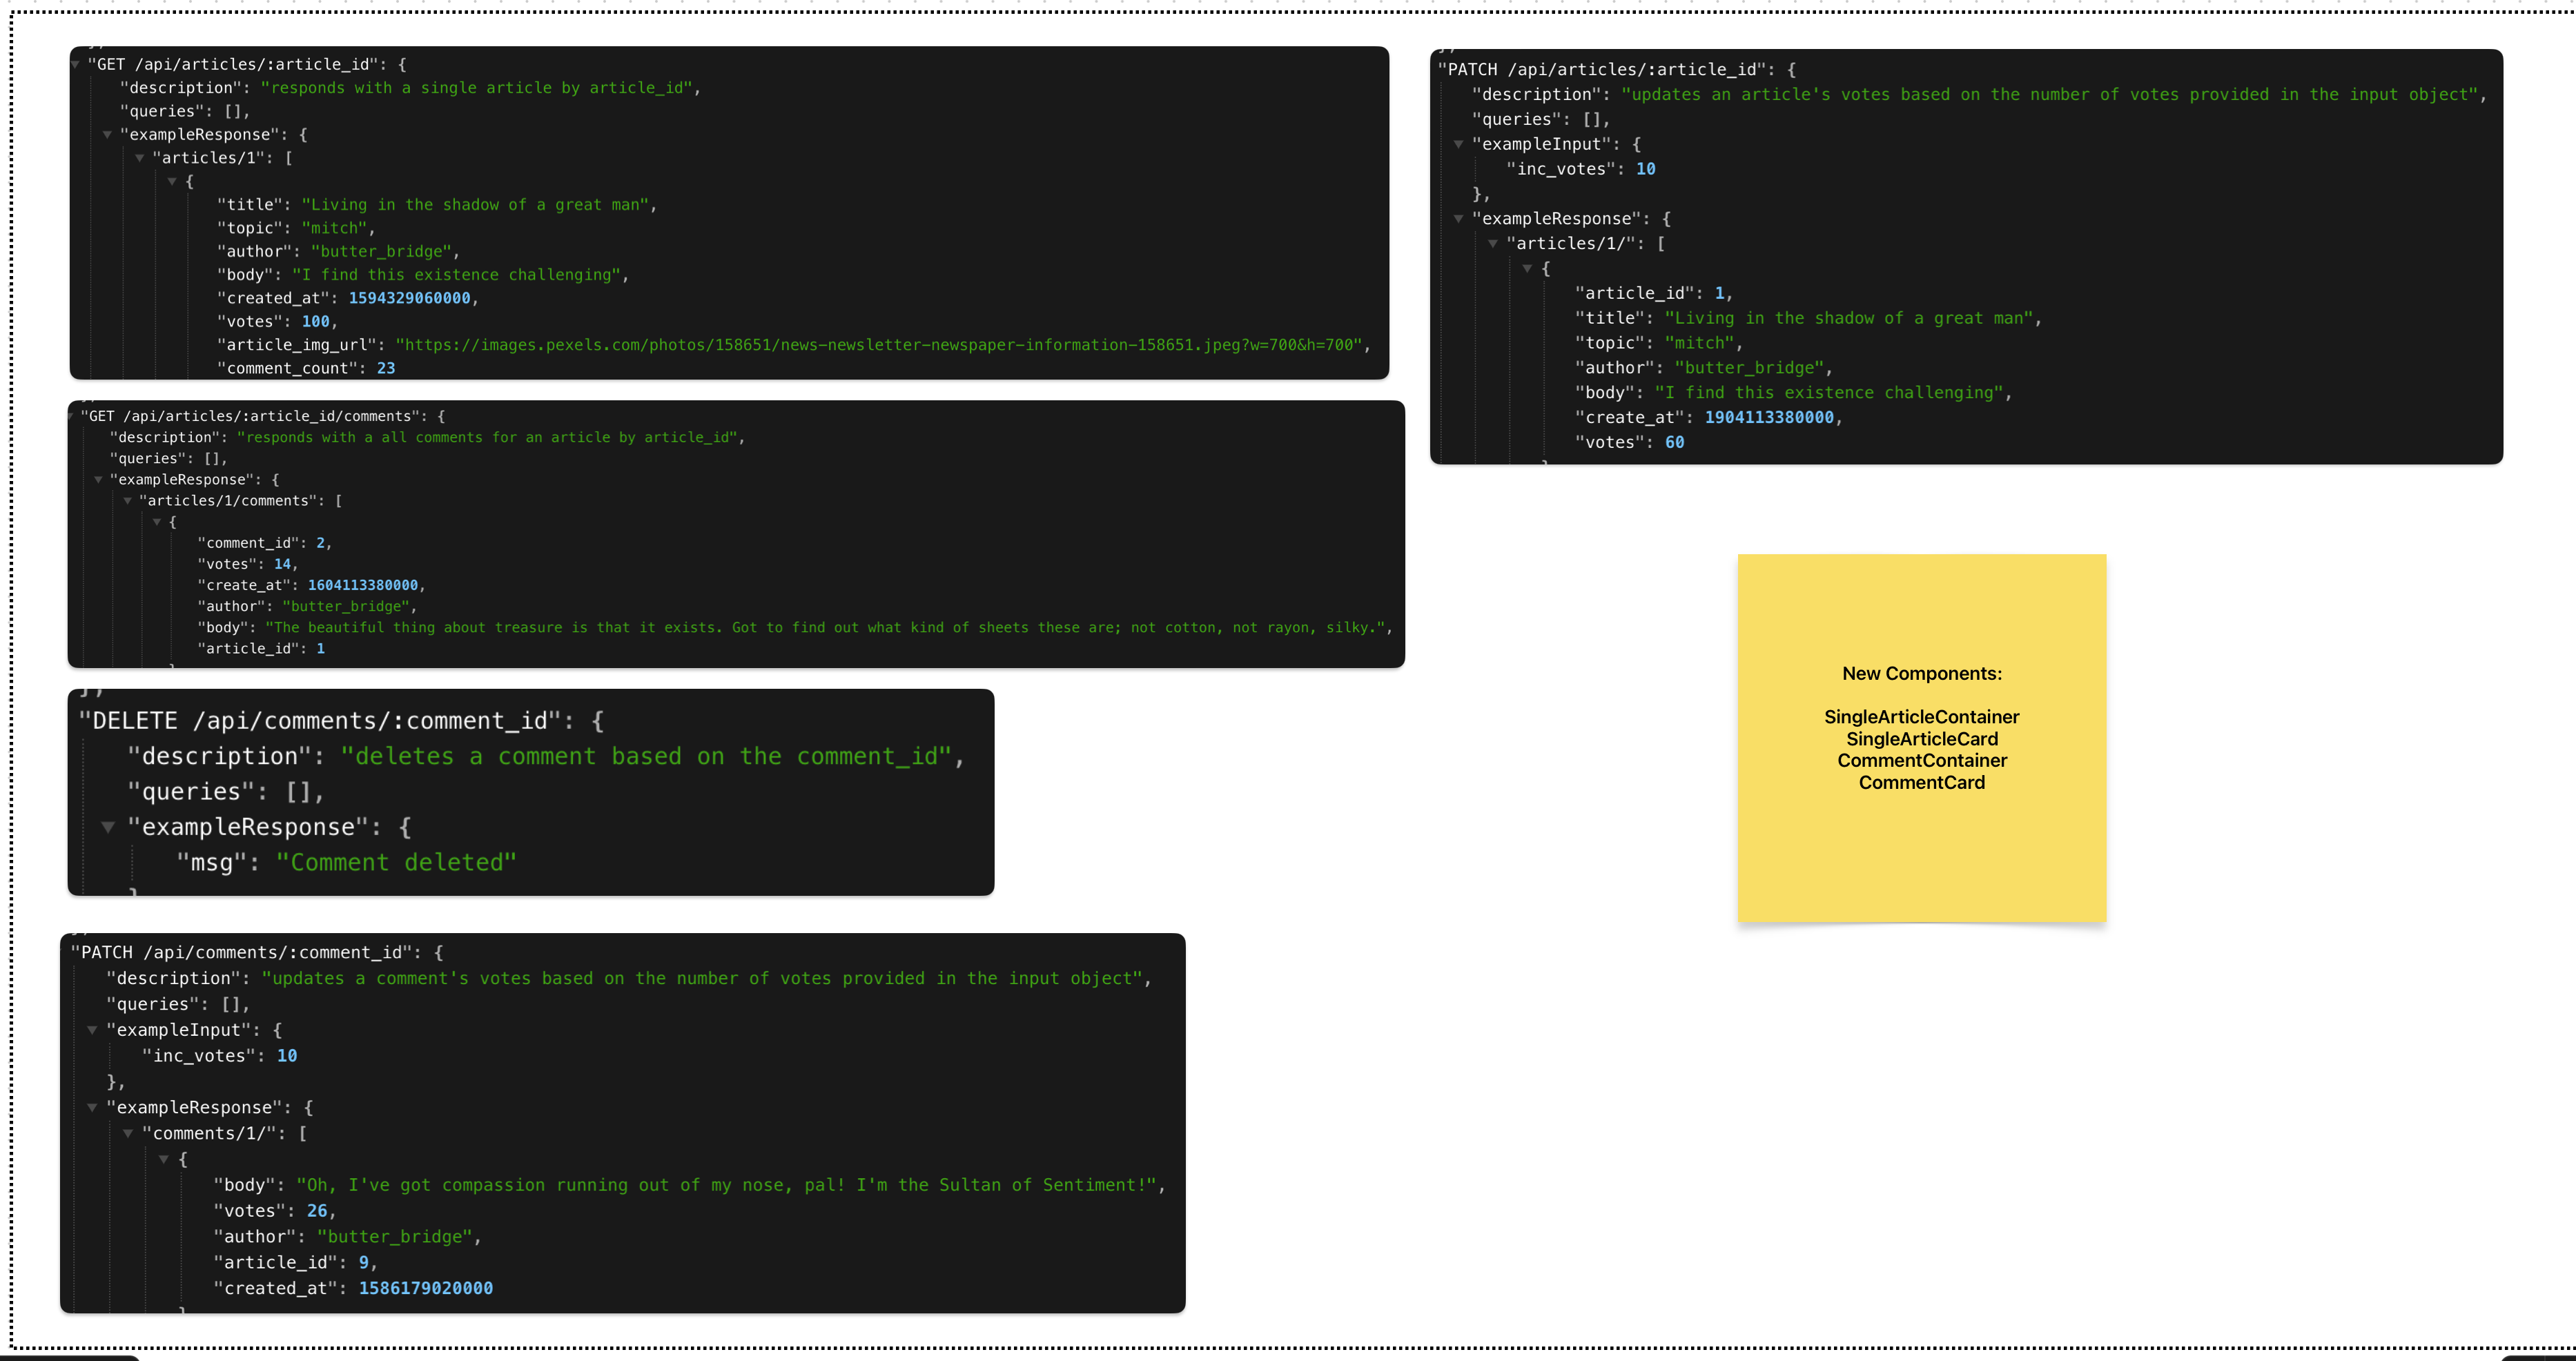 "GET /api/articles/:article_id": {
"description": "responds with a single article by article_id",
"queries": [],
"exampleResponse": {
"articles/1": [
{
"title": "Living in the shadow of a great man",
"topic": "mitch",
"author": "butter_bridge",
"body": "I find this existence challenging",
"created_at": 1594329060000,
"votes": 100,
"article_img_url": "https://images.pexels.com/photos/158651/news-newsletter-newspaper-information-158651.jpeg?w=700&h=700",
"comment_count": 23
"GET /api/articles/:article_id/comments": {
"description": "responds with a all comments for an article by article_id",
"queries": [],
"exampleResponse": {
"articles/1/comments": [
{
"comment_id": 2,
"votes": 14,
"create_at": 1604113380000,
"author": "butter_bridge",
"body": "The beautiful thing about treasure is that it exists. Got to find out what kind of sheets these are; not cotton, not rayon, silky.",
"article_id": 1
"DELETE /api/comments/:comment_id": {
"description": "deletes a comment based on the comment_id",
"queries": [],
"exampleResponse": {
"msg": "Comment deleted"
"PATCH /api/comments/:comment_id": {
"description": "updates a comment's votes based on the number of votes provided in the input object",
"queries": [],
"exampleInput": {
"inc_votes": 10
},
"exampleResponse": {
"comments/1/": [
{
"body": "Oh, I've got compassion running out of my nose, pal! I'm the Sultan of Sentiment!",
"votes": 26,
"author": "butter_bridge",
"article_id": 9,
"created_at": 1586179020000
"PATCH /api/articles/:article_id": {
"description": "updates an article's votes based on the number of votes provided in the input object",
"queries": [],
"exampleInput": {
"inc_votes": 10
},
"exampleResponse": {
"articles/1/": [
{
"article_id": 1,
"title": "Living in the shadow of a great man",
"topic": "mitch",
"author": "butter_bridge",
"body": "I find this existence challenging",
"create_at": 1904113380000,
"votes": 60
New Components:
SingleArticleContainer
SingleArticleCard
CommentContainer
CommentCard